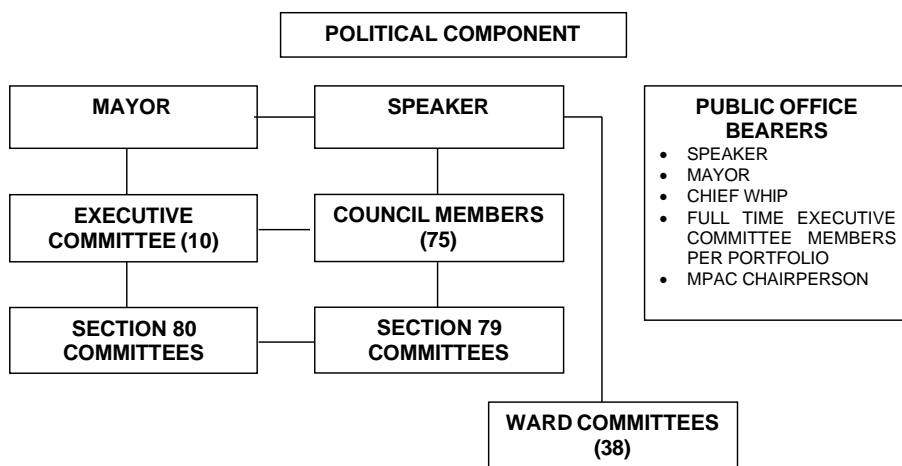 POLITICAL COMPONENT
MAYOR
SPEAKER
EXECUTIVE
COMMITTEE (10)
COUNCIL MEMBERS
(75)
SECTION 80
COMMITTEES
SECTION 79
COMMITTEES
WARD COMMITTEES
(38)
PUBLIC OFFICE
BEARERS
• SPEAKER
• MAYOR
• CHIEF WHIP
• FULL TIME EXECUTIVE
COMMITTEE MEMBERS
PER PORTFOLIO
• MPAC CHAIRPERSON